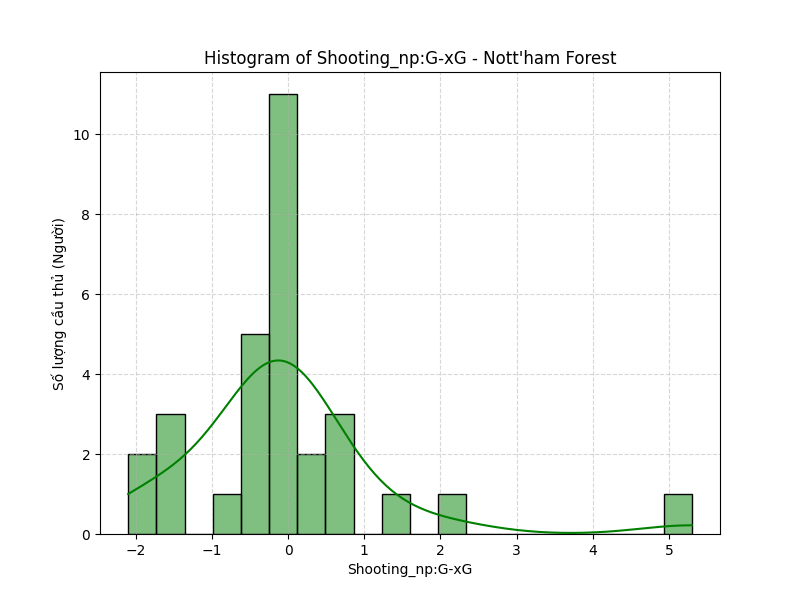 Histogram of Shooting_np:G-xG - Nott'ham Forest
Số lượng cầu thủ (Người)
10
8
6
4
2
0
−2 −1 0 1 2 3 4 5
Shooting_np:G-xG